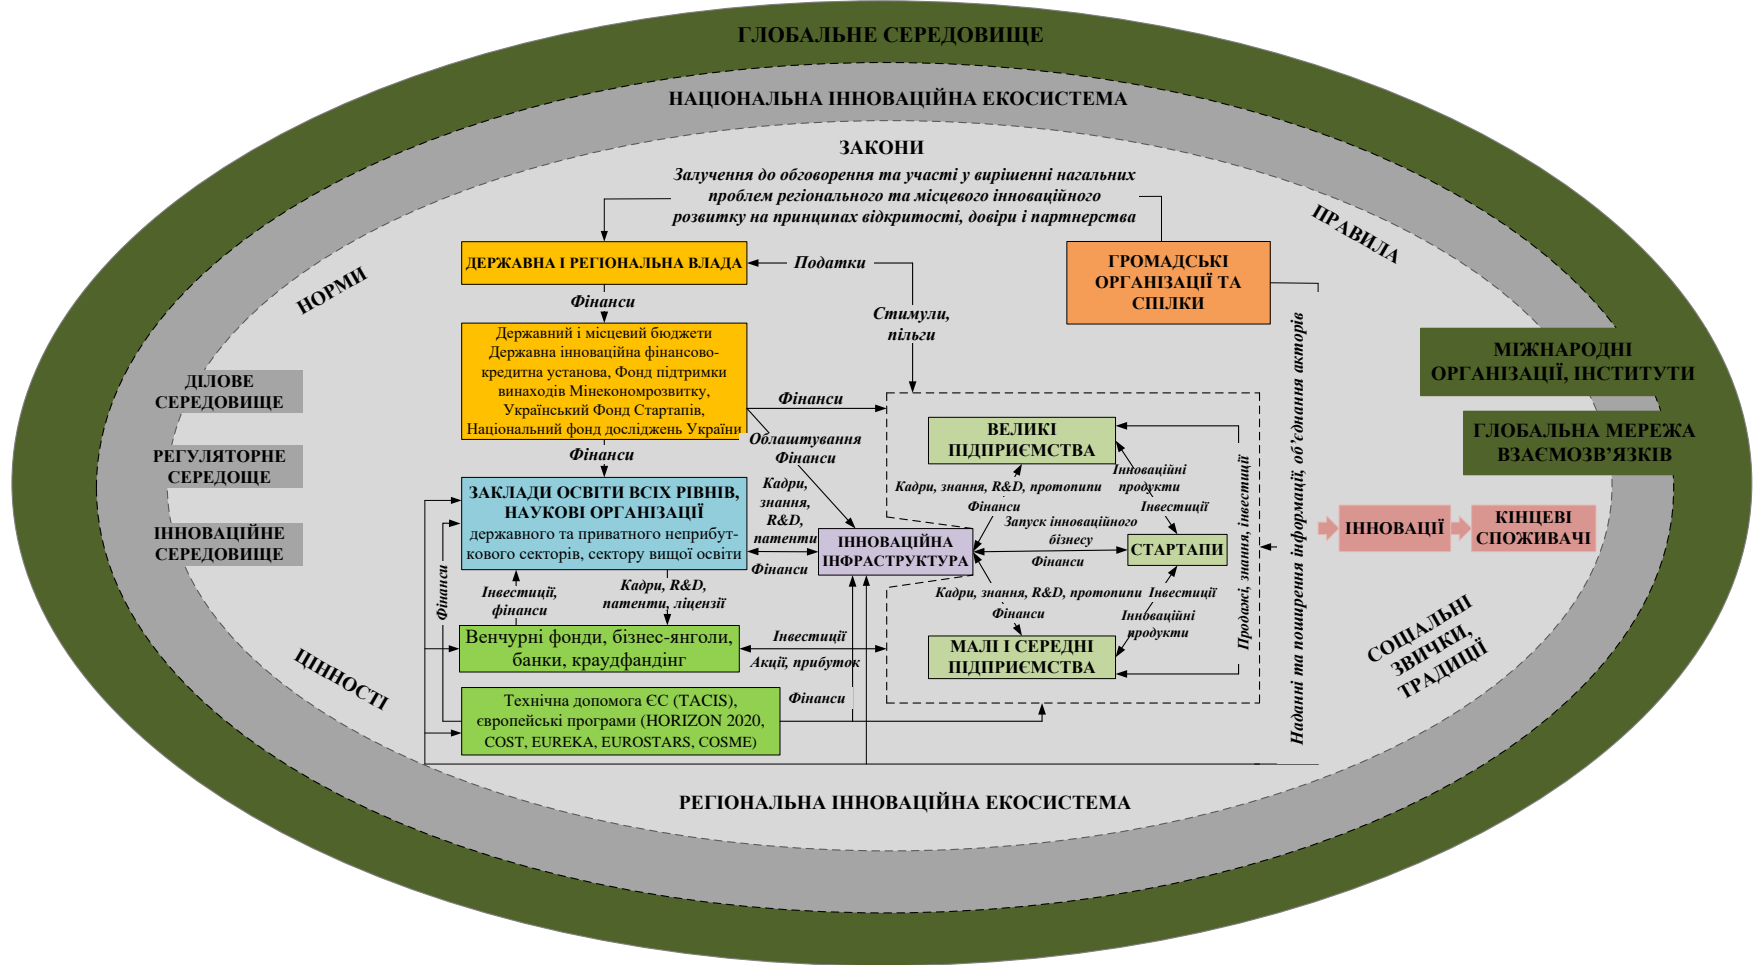 ГЛОБАЛЬНЕ СЕРЕДОВИЩЕ
НАЦІОНАЛЬНА ІННОВАЦІЙНА ЕКОСИСТЕМА
ЗАКОНИ
Залучення до обговорення та участі у вирішенні нагальних
проблем регіонального та місцевого інноваційного
розвитку на принципах відкритості, довіри і партнерства
ПРАВИЛА
НОРМИ
ДЕРЖАВНА І РЕГІОНАЛЬНА ВЛАДА
Податки
ГРОМАДСЬКІ
ОРГАНІЗАЦІЇ ТА
СПІЛКИ
Фінанси
Стимули,
пільги
Державний і місцевий бюджети
Державна інноваційна фінансово-
кредитна установа, Фонд підтримки
винаходів Мінекономрозвитку,
Український Фонд Стартапів,
Національний фонд досліджень України
МІЖНАРОДНІ
ОРГАНІЗАЦІЇ, ІНСТИТУТИ
ГЛОБАЛЬНА МЕРЕЖА
ВЗАЄМОЗВ’ЯЗКІВ
ДІЛОВЕ
СЕРЕДОВИЩЕ
РЕГУЛЯТОРНЕ
СЕРЕДОЩЕ
ІННОВАЦІЙНЕ
СЕРЕДОВИЩЕ
Фінанси
Облаштування
Фінанси
Фінанси
ВЕЛИКІ
ПІДПРИЄМСТВА
ЗАКЛАДИ ОСВІТИ ВСІХ РІВНІВ,
НАУКОВІ ОРГАНІЗАЦІЇ
державного та приватного неприбут-
кового секторів, сектору вищої освіти
Кадри,
знання,
R&D,
патенти
Фінанси
Кадри, знання, R&D, протопипи
Фінанси
Інноваційні
продукти
Інвестиції
Запуск інноваційного
бізнесу
Фінанси
ІННОВАЦІЙНА
ІНФРАСТРУКТУРА
СТАРТАПИ
ІННОВАЦІЇ
КІНЦЕВІ
СПОЖИВАЧІ
Продажі, знання, інвестиції
Наданні та поширення інформації, об’єднання акторів
Фінанси
Інвестиції,
фінанси
Кадри, R&D,
патенти, ліцензії
Кадри, знання, R&D, протопипи
Фінанси
Інвестиції
Інноваційні
продукти
Венчурні фонди, бізнес-янголи,
банки, краудфандінг
Інвестиції
Акції, прибуток
МАЛІ І СЕРЕДНІ
ПІДПРИЄМСТВА
СОЦІАЛЬНІ
ЗВИЧКИ,
ТРАДИЦІЇ
ЦІННОСТІ
Технічна допомога ЄС (TACIS),
європейські програми (HORIZON 2020,
COST, EUREKA, EUROSTARS, COSME)
Фінанси
РЕГІОНАЛЬНА ІННОВАЦІЙНА ЕКОСИСТЕМА